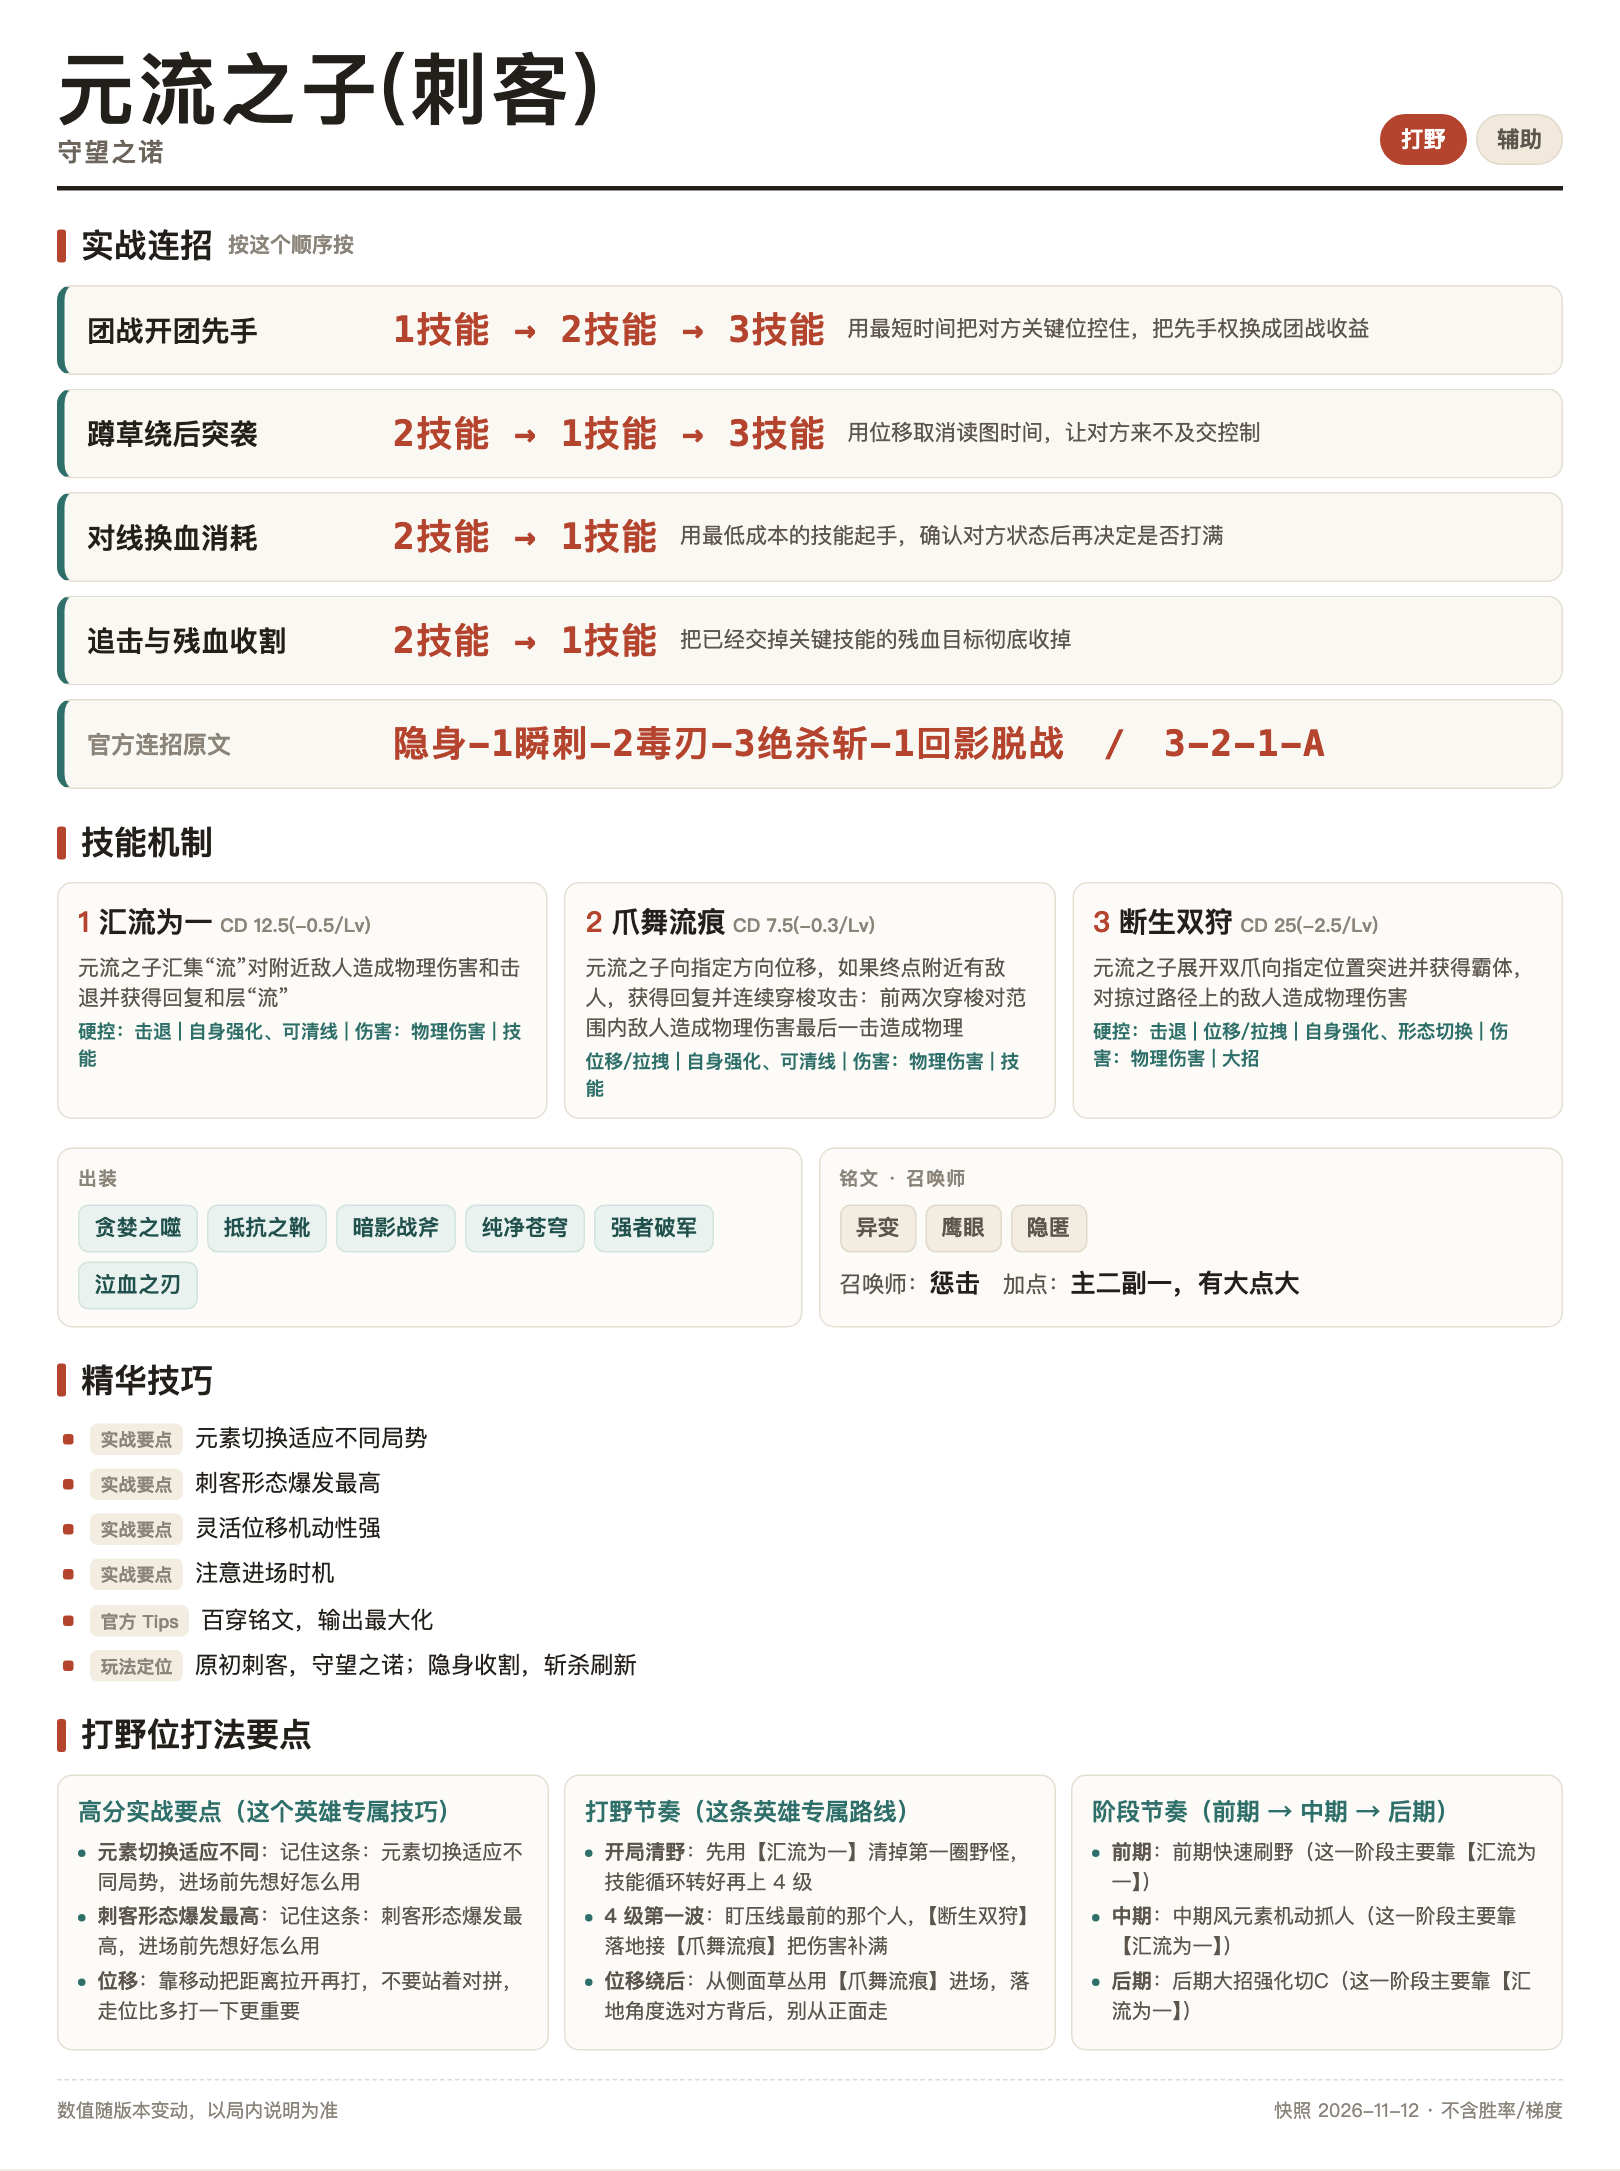 元流之子(刺客)
守望之诺
打野 辅助
实战连招 按这个顺序按
团战开团先手 1技能 → 2技能 → 3技能 用最短时间把对方关键位控住，把先手权换成团战收益
蹲草绕后突袭 2技能 → 1技能 → 3技能 用位移取消读图时间，让对方来不及交控制
对线换血消耗 2技能 → 1技能 用最低成本的技能起手，确认对方状态后再决定是否打满
追击与残血收割 2技能 → 1技能 把已经交掉关键技能的残血目标彻底收掉
官方连招原文 隐身-1瞬刺-2毒刃-3绝杀斩-1回影脱战 / 3-2-1-A
技能机制
1 汇流为一 CD 12.5(-0.5/Lv)
元流之子汇集“流”对附近敌人造成物理伤害和击
退并获得回复和层“流”
硬控：击退 | 自身强化、可清线 | 伤害：物理伤害 | 技
能
2 爪舞流痕 CD 7.5(-0.3/Lv)
元流之子向指定方向位移，如果终点附近有敌
人，获得回复并连续穿梭攻击：前两次穿梭对范
围内敌人造成物理伤害最后一击造成物理
位移/拉拽 | 自身强化、可清线 | 伤害：物理伤害 | 技
能
3 断生双狩 CD 25(-2.5/Lv)
元流之子展开双爪向指定位置突进并获得霸体，
对掠过路径上的敌人造成物理伤害
硬控：击退 | 位移/拉拽 | 自身强化、形态切换 | 伤
害：物理伤害 | 大招
出装
贪婪之噬 抵抗之靴 暗影战斧 纯净苍穹 强者破军
泣血之刃
铭文 · 召唤师
异变 鹰眼 隐匿
召唤师：惩击 加点：主二副一，有大点大
精华技巧
实战要点 元素切换适应不同局势
实战要点 刺客形态爆发最高
实战要点 灵活位移机动性强
实战要点 注意进场时机
官方 Tips 百穿铭文，输出最大化
玩法定位 原初刺客，守望之诺；隐身收割，斩杀刷新
打野位打法要点
高分实战要点（这个英雄专属技巧）
元素切换适应不同：记住这条：元素切换适应不
同局势，进场前先想好怎么用
刺客形态爆发最高：记住这条：刺客形态爆发最
高，进场前先想好怎么用
位移：靠移动把距离拉开再打，不要站着对拼，
走位比多打一下更重要
打野节奏（这条英雄专属路线）
开局清野：先用【汇流为一】清掉第一圈野怪，
技能循环转好再上 4 级
4 级第一波：盯压线最前的那个人，【断生双狩】
落地接【爪舞流痕】把伤害补满
位移绕后：从侧面草丛用【爪舞流痕】进场，落
地角度选对方背后，别从正面走
阶段节奏（前期 → 中期 → 后期）
前期：前期快速刷野（这一阶段主要靠【汇流为
一】）
中期：中期风元素机动抓人（这一阶段主要靠
【汇流为一】）
后期：后期大招强化切C（这一阶段主要靠【汇
流为一】）
数值随版本变动，以局内说明为准
快照 2026-11-12 · 不含胜率/梯度